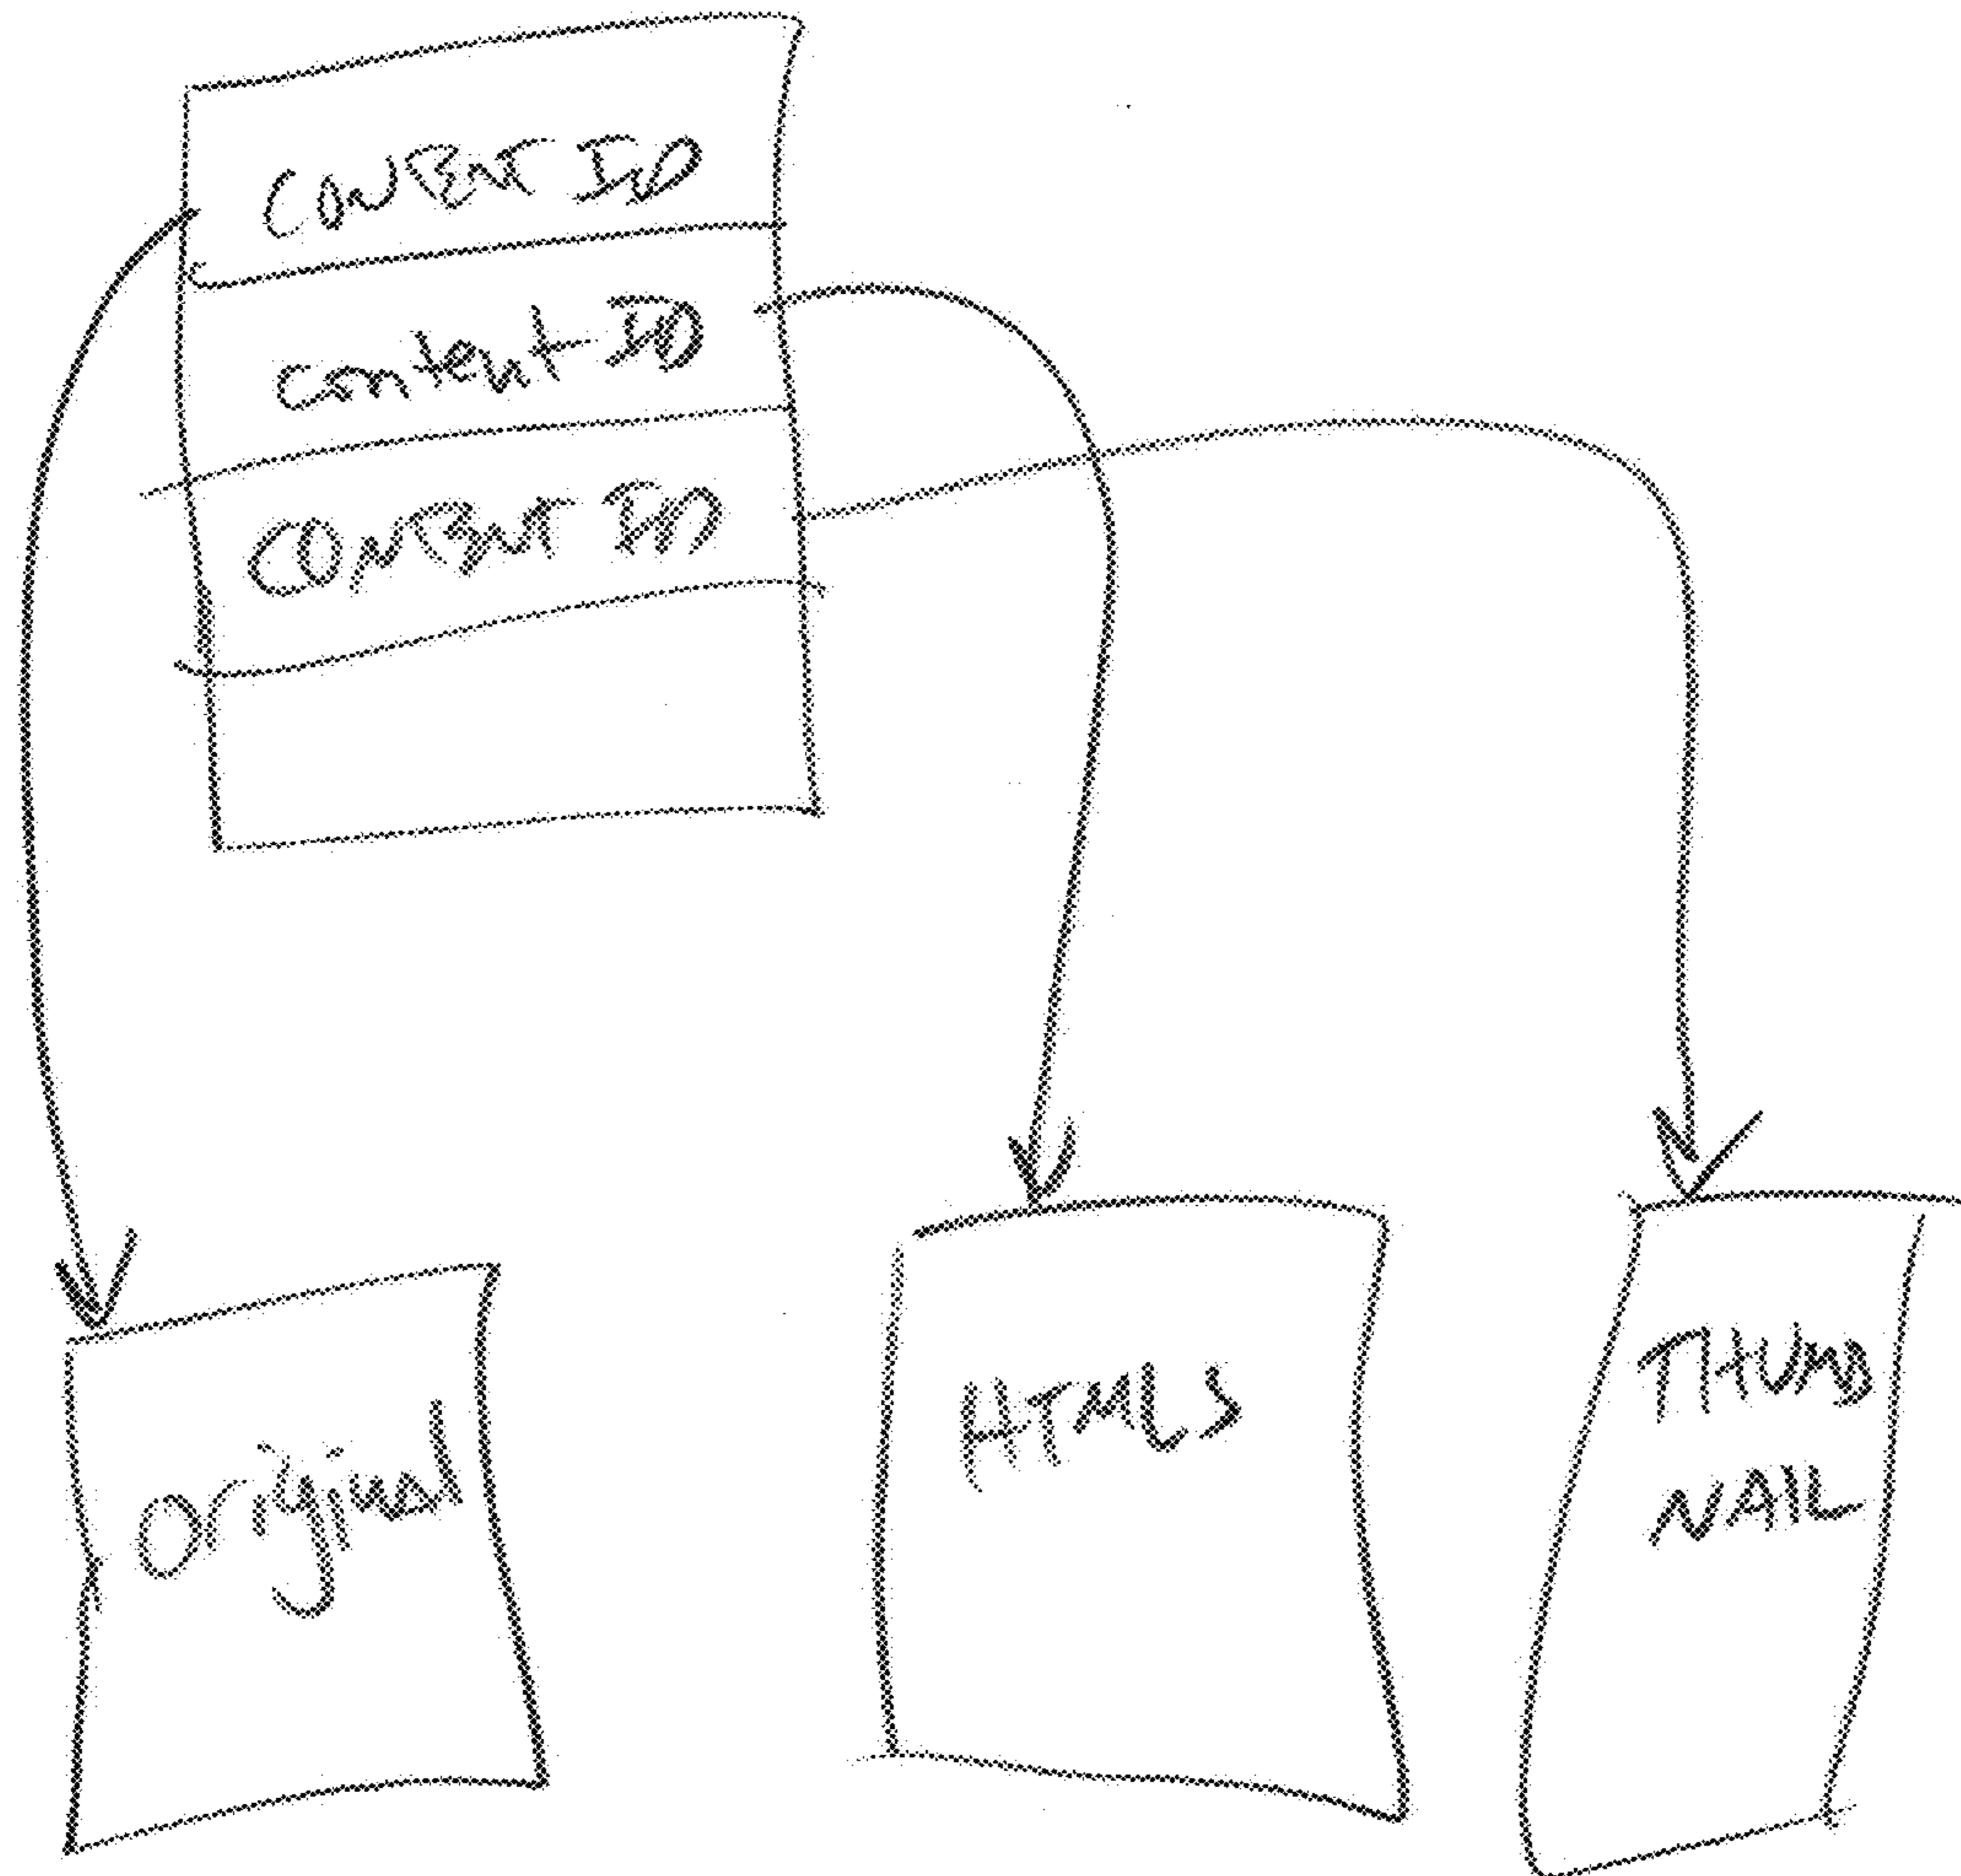 CONTENT ID
content ID
CONTENT ID
original
HTML5
THUMB
NAIL